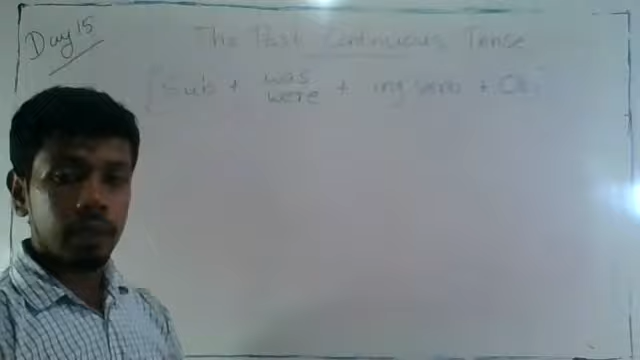 Day 15
The Past Continuous Tense
[Sub + was/were + ing verb + Obj